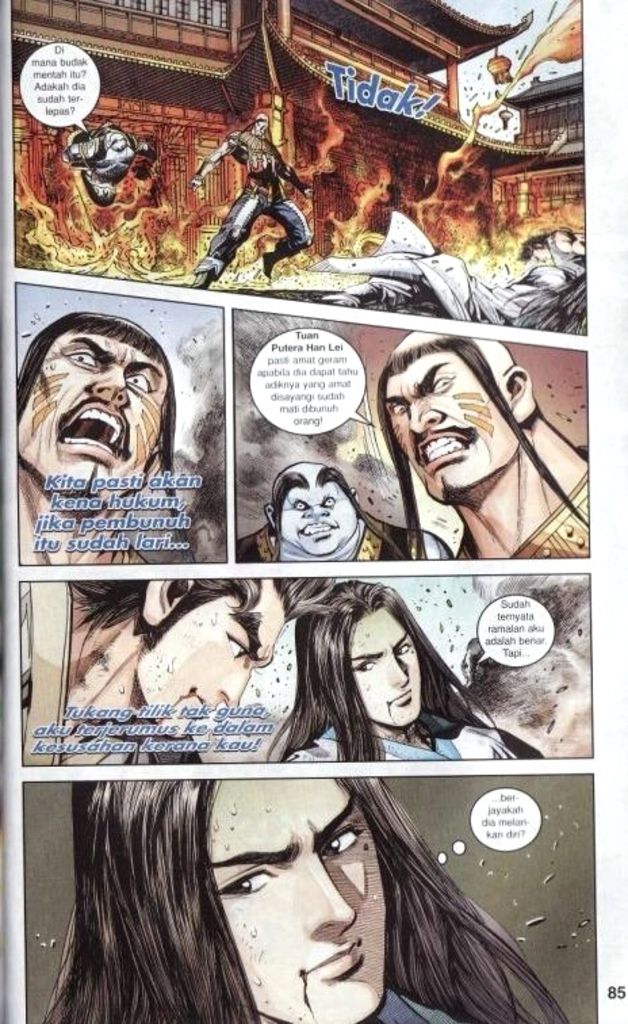 Di
mana budak
mentah itu?
Adakah dia
sudah ter-
lepas?
Tidak!
Kita pasti akan
kena hukum,
jika pembunuh
itu sudah lari...
Tuan
Putera Han Lei
pasti amat geram
apabila dia dapat tahu
adiknya yang amat
disayangi sudah
mati dibunuh
orang!
Tukang tilik tak guna,
aku terjerumus ke dalam
kesusahan kerana kau!
Sudah
ternyata
ramalan aku
adalah benar.
Tapi...
...ber-
jayakah
dia melari-
kan diri?
85